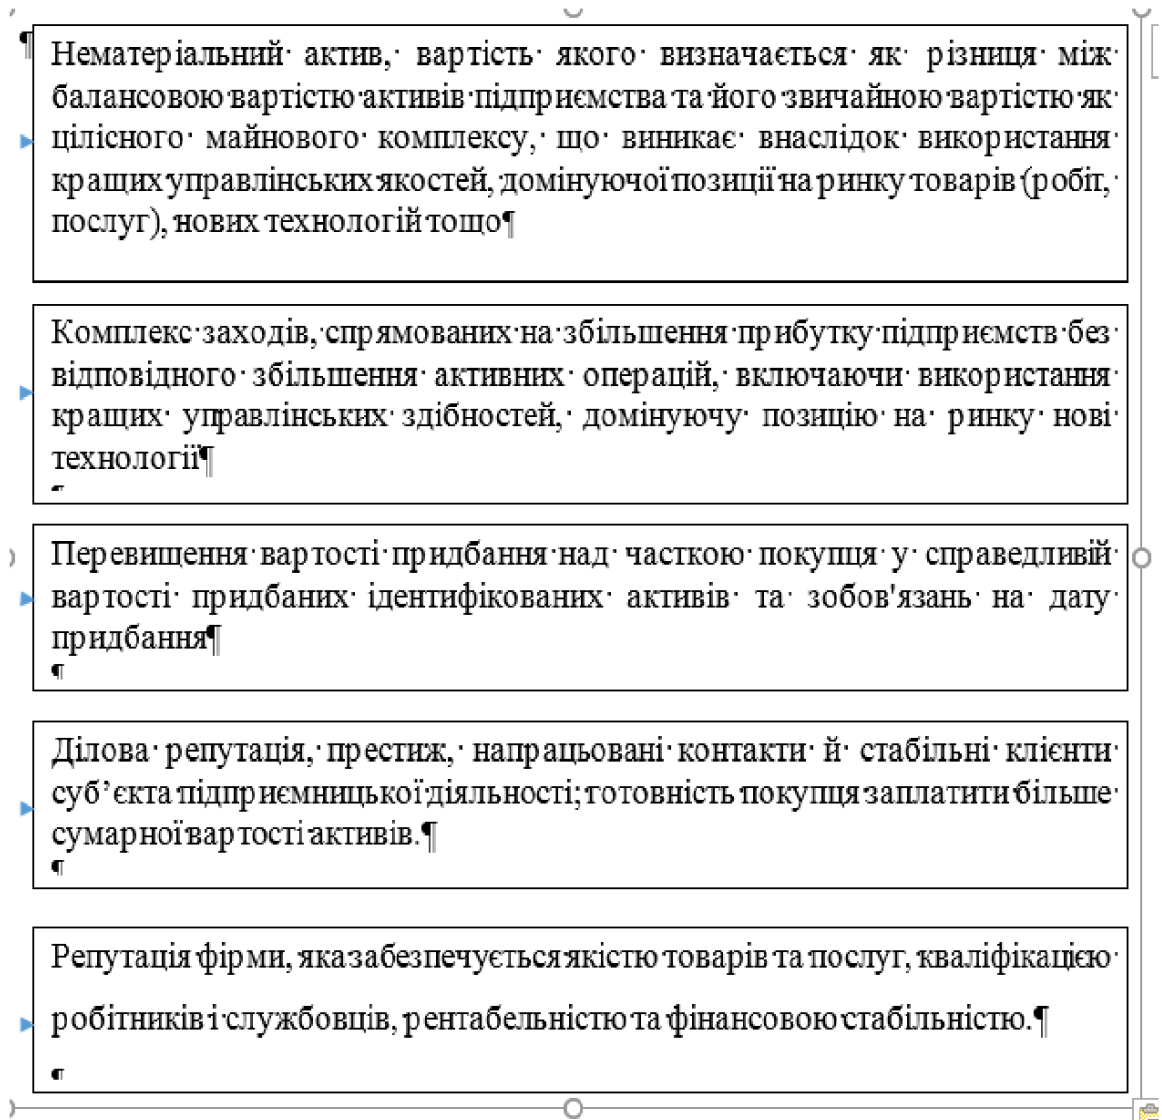 Нематеріальний актив, вартість якого визначається як різниця між
балансовою вартістю активів підприємства та його звичайною вартістю як
цілісного майнового комплексу, що виникає внаслідок використання
кращих управлінських якостей, домінуючої позиції на ринку товарів (робіт,
послуг), нових технологій тощо¶
Комплекс заходів, спрямованих на збільшення прибутку підприємств без
відповідного збільшення активних операцій, включаючи використання
кращих управлінських здібностей, домінуючу позицію на ринку нові
технології¶
Перевищення вартості придбання над часткою покупця у справедливій
вартості придбаних ідентифікованих активів та зобов'язань на дату
придбання¶
Ділова репутація, престиж, напрацьовані контакти й стабільні клієнти
суб’єкта підприємницької діяльності; готовність покупця заплатити більше
сумарної вартості активів.¶
Репутація фірми, яка забезпечується якістю товарів та послуг, кваліфікацією
робітників і службовців, рентабельністю та фінансовою стабільністю.¶